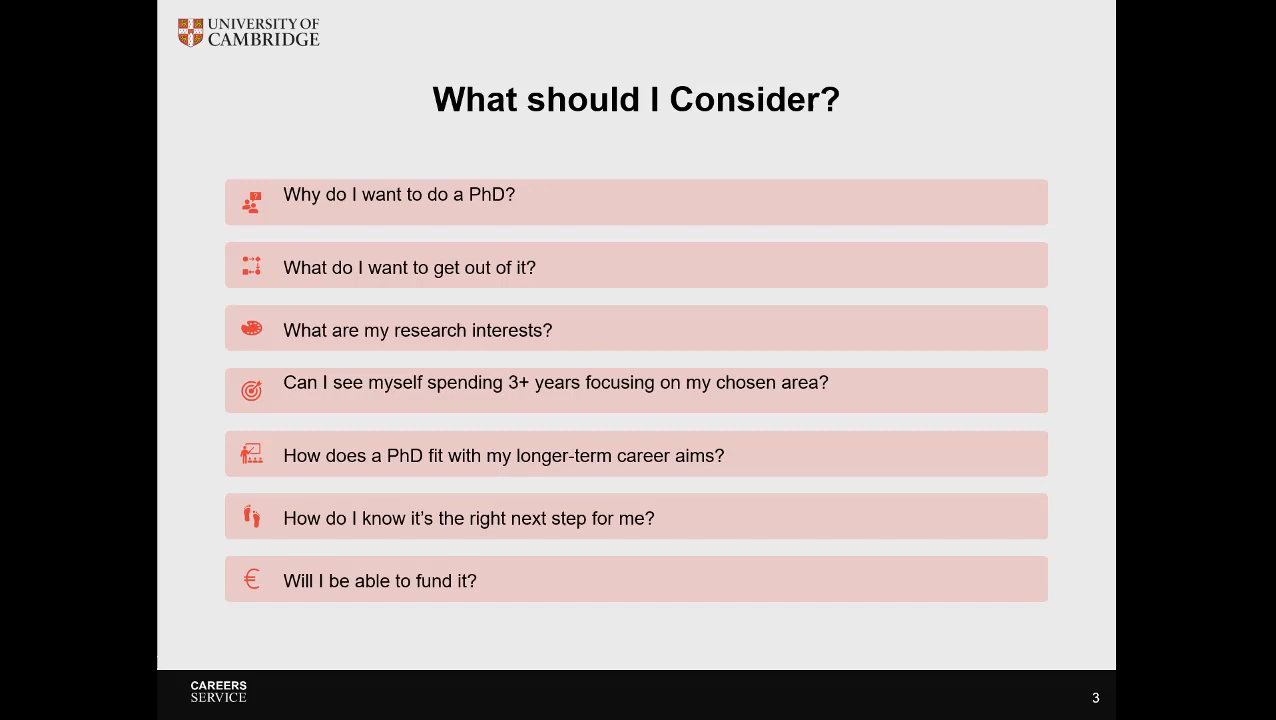 UNIVERSITY OF
CAMBRIDGE
What should I Consider?
Why do I want to do a PhD?
What do I want to get out of it?
What are my research interests?
Can I see myself spending 3+ years focusing on my chosen area?
How does a PhD fit with my longer-term career aims?
How do I know it’s the right next step for me?
€
Will I be able to fund it?
CAREERS
SERVICE
3